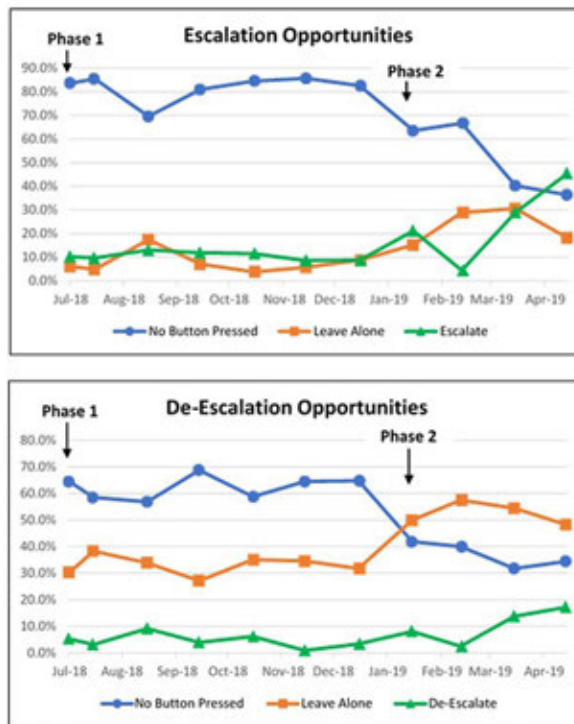 Phase 1
Escalation Opportunities
Phase 2
90.0%
80.0%
70.0%
60.0%
50.0%
40.0%
30.0%
20.0%
10.0%
0.0%
Jul-18 Aug-18 Sep-18 Oct-18 Nov-18 Dec-18 Jan-19 Feb-19 Mar-19 Apr-19
No Button Pressed Leave Alone Escalate
Phase 1
De-Escalation Opportunities
Phase 2
80.0%
70.0%
60.0%
50.0%
40.0%
30.0%
20.0%
10.0%
0.0%
Jul-18 Aug-18 Sep-18 Oct-18 Nov-18 Dec-18 Jan-19 Feb-19 Mar-19 Apr-19
No Button Pressed Leave Alone De-Escalate